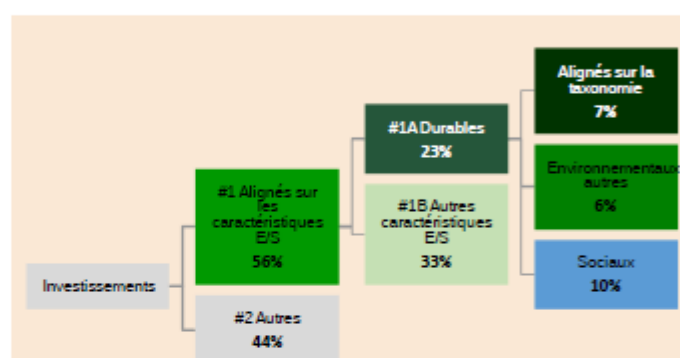 Investissements
#1 Alignés sur
les
caractéristiques
E/S
56%
#2 Autres
44%
#1A Durables
23%
#1B Autres
caractéristiques
E/S
33%
Alignés sur la
taxonomie
7%
Environnementaux
autres
6%
Sociaux
10%